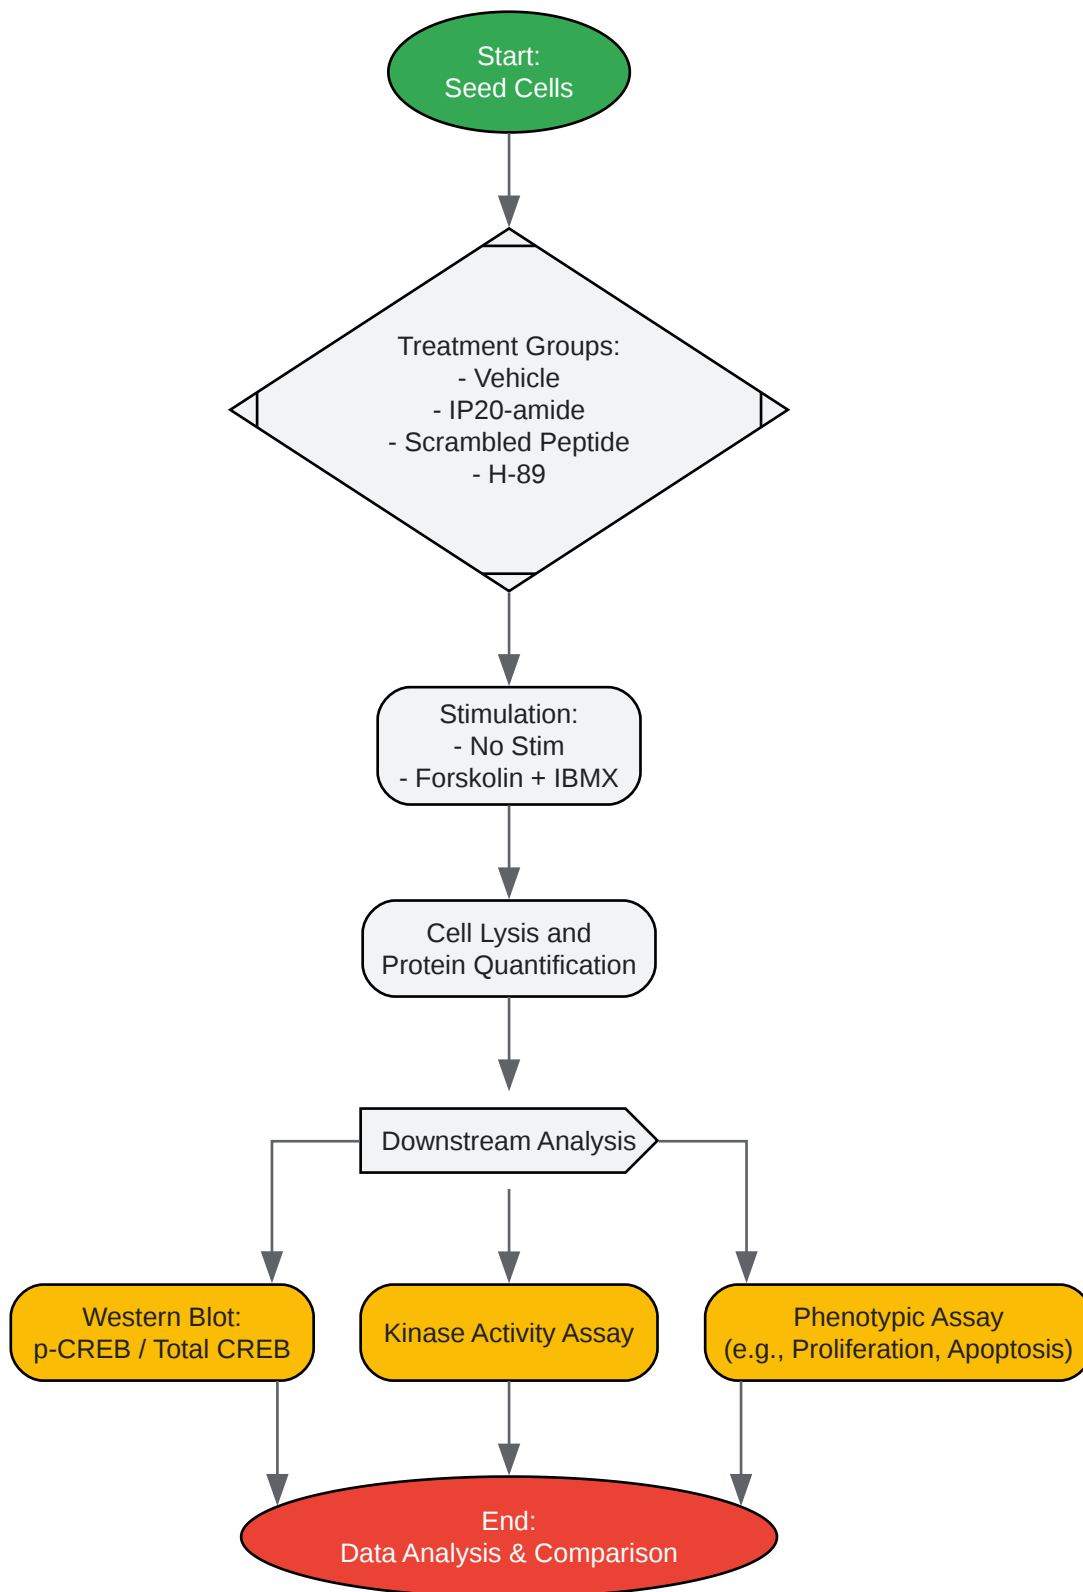 Start:
Seed Cells
Treatment Groups:
- Vehicle
- IP20-amide
- Scrambled Peptide
- H-89
Stimulation:
- No Stim
- Forskolin + IBMX
Cell Lysis and
Protein Quantification
Downstream Analysis
Western Blot:
p-CREB / Total CREB
Kinase Activity Assay
Phenotypic Assay
(e.g., Proliferation, Apoptosis)
End:
Data Analysis & Comparison